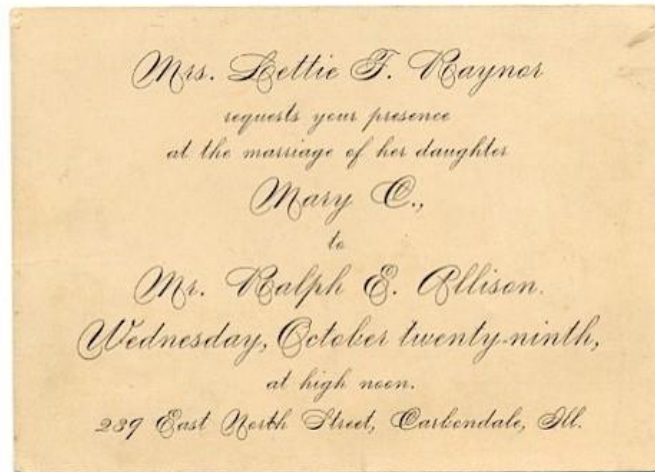 Mrs. Lettie F. Raynor
requests your presence
at the marriage of her daughter
Mary C.,
to
Mr. Ralph E. Allison.
Wednesday, October twenty-ninth,
at high noon.
239 East North Street, Carbondale, Ill.